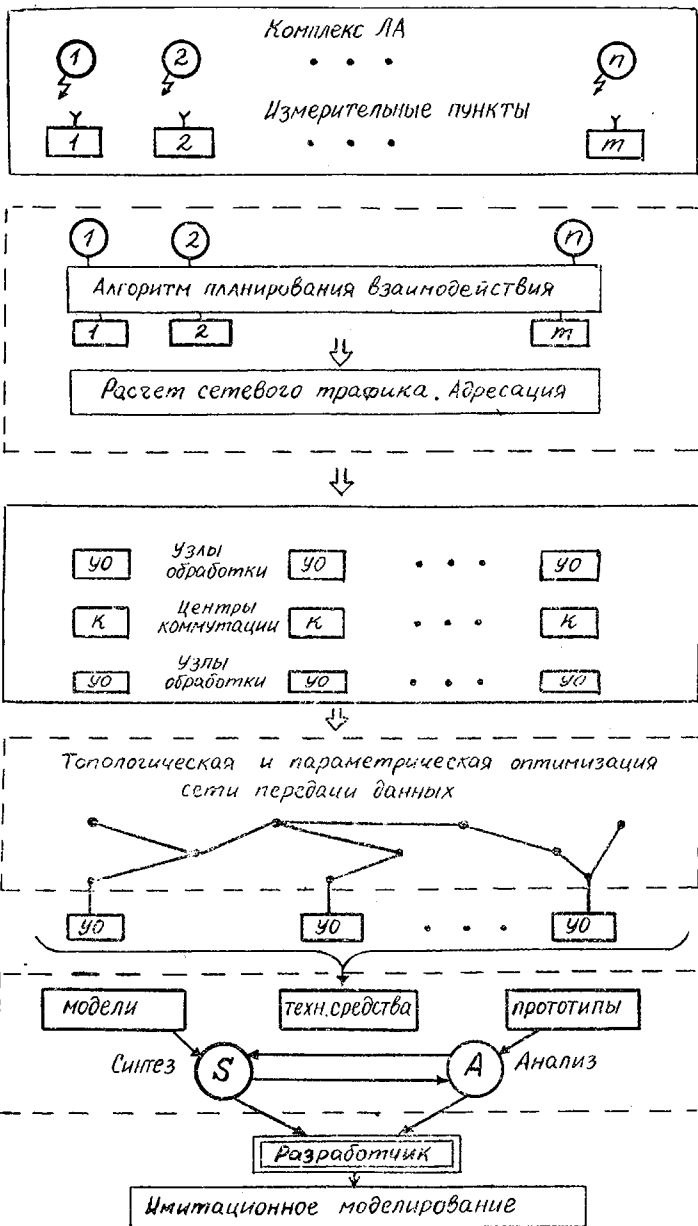 Комплекс ЛА
1 2 . . . n
Измерительные пункты
1 2 . . . m
1 2 n
Алгоритм планирования взаимодействия
1 2 m
Расчет сетевого трафика. Адресация
Узлы
обработки
УО УО . . . УО
Центры
коммутации
К К . . . К
Узлы
обработки
УО УО . . . УО
Топологическая и параметрическая оптимизация
сети передачи данных
УО УО . . . УО
модели техн.средства прототипы
Синтез S A Анализ
Разработчик
Имитационное моделирование